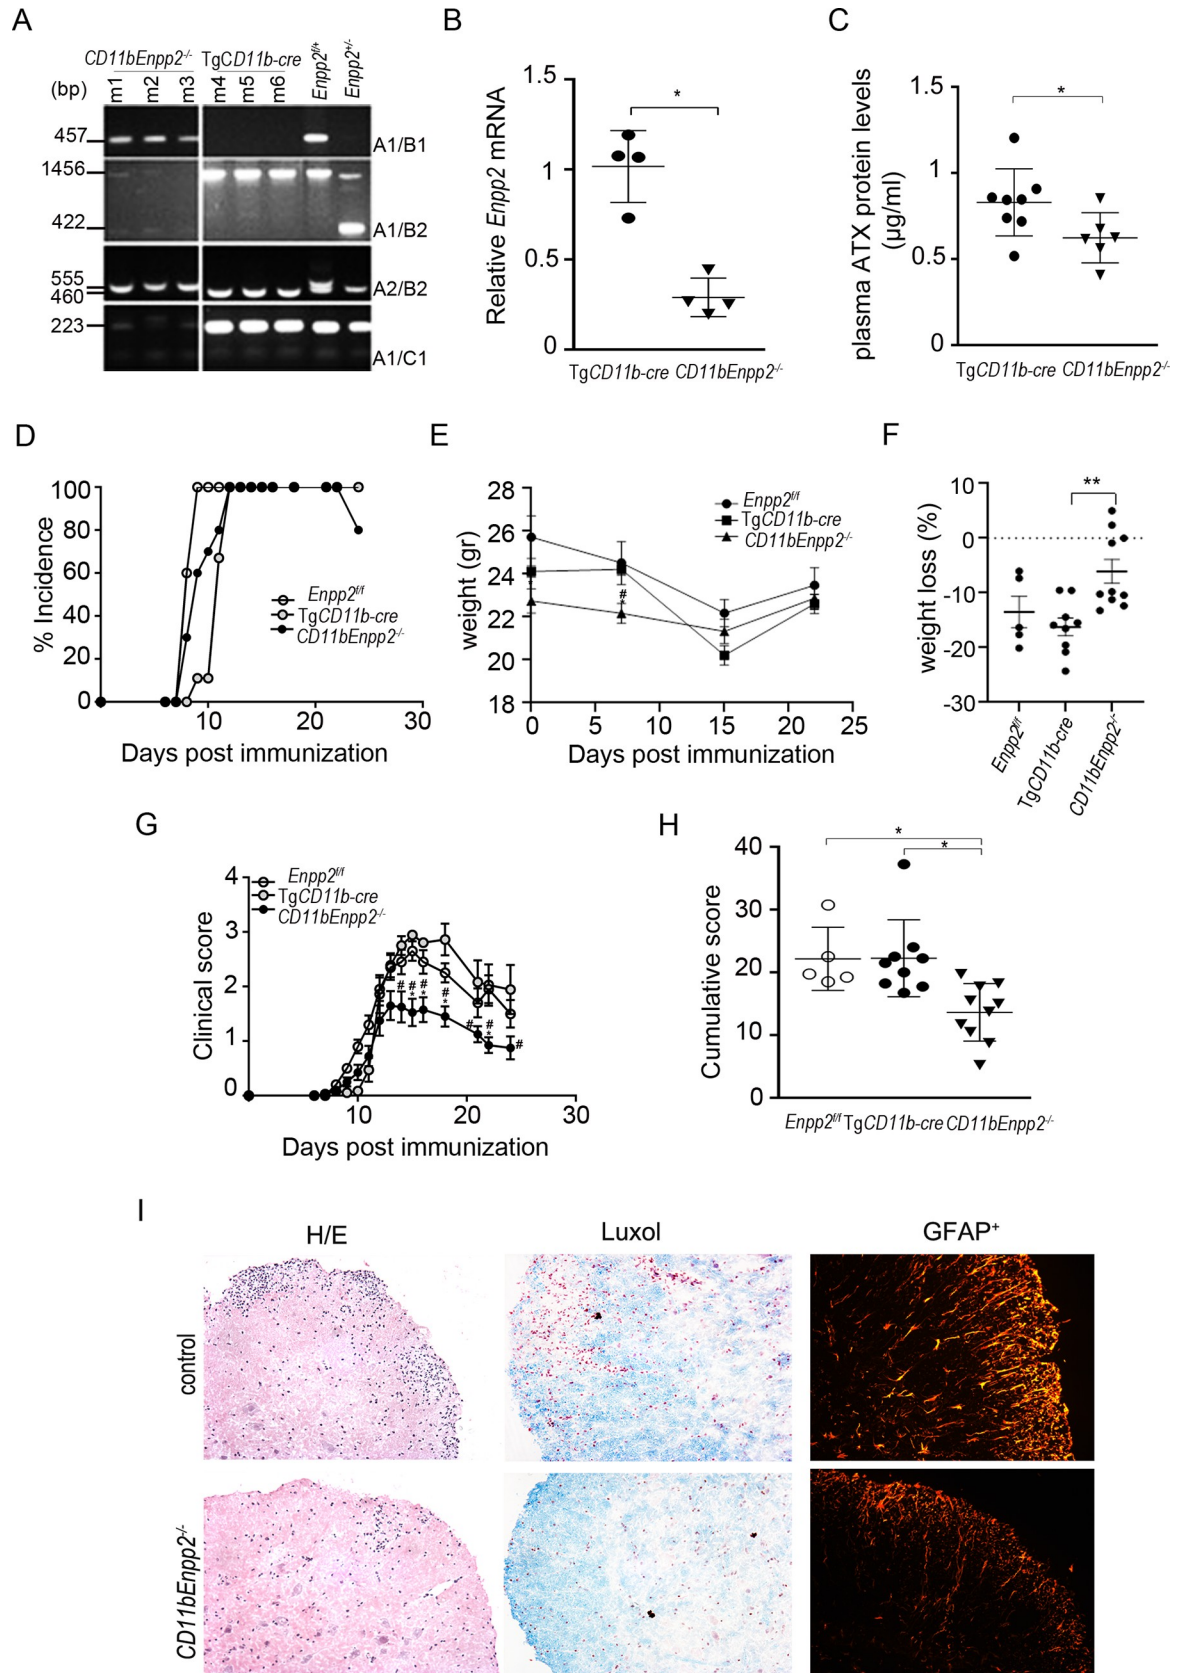 A
CD11bEnpp2-/- TgCD11b-cre Enpp2f/+ Enpp2+/-
(bp) m1 m2 m3 m4 m5 m6
457 A1/B1
1456
422 A1/B2
555
460 A2/B2
223
A1/C1
B
Relative Enpp2 mRNA
1.5
1
0.5
0
*
TgCD11b-cre CD11bEnpp2-/-
C
plasma ATX protein levels
(µg/ml)
1.5
1
0.5
0
*
TgCD11b-cre CD11bEnpp2-/-
D
% Incidence
100
80
60
40
20
0
0 10 20 30
Days post immunization
Enpp2f/f
TgCD11b-cre
CD11bEnpp2-/-
E
weight (gr)
28
26
24
22
20
18
0 5 10 15 20 25
Days post immunization
Enpp2f/f
TgCD11b-cre
CD11bEnpp2-/-
#
*
F
weight loss (%)
10
0
-10
-20
-30
**
Enpp2f/f TgCD11b-cre CD11bEnpp2-/-
G
Clinical score
4
3
2
1
0
10 20 30
Days post immunization
Enpp2f/f
TgCD11b-cre
CD11bEnpp2-/-
# # # # # # #
* * * *
H
Cumulative score
40
30
20
10
0
*
*
Enpp2f/f TgCD11b-cre CD11bEnpp2-/-
I
H/E Luxol GFAP+
control
CD11bEnpp2-/-